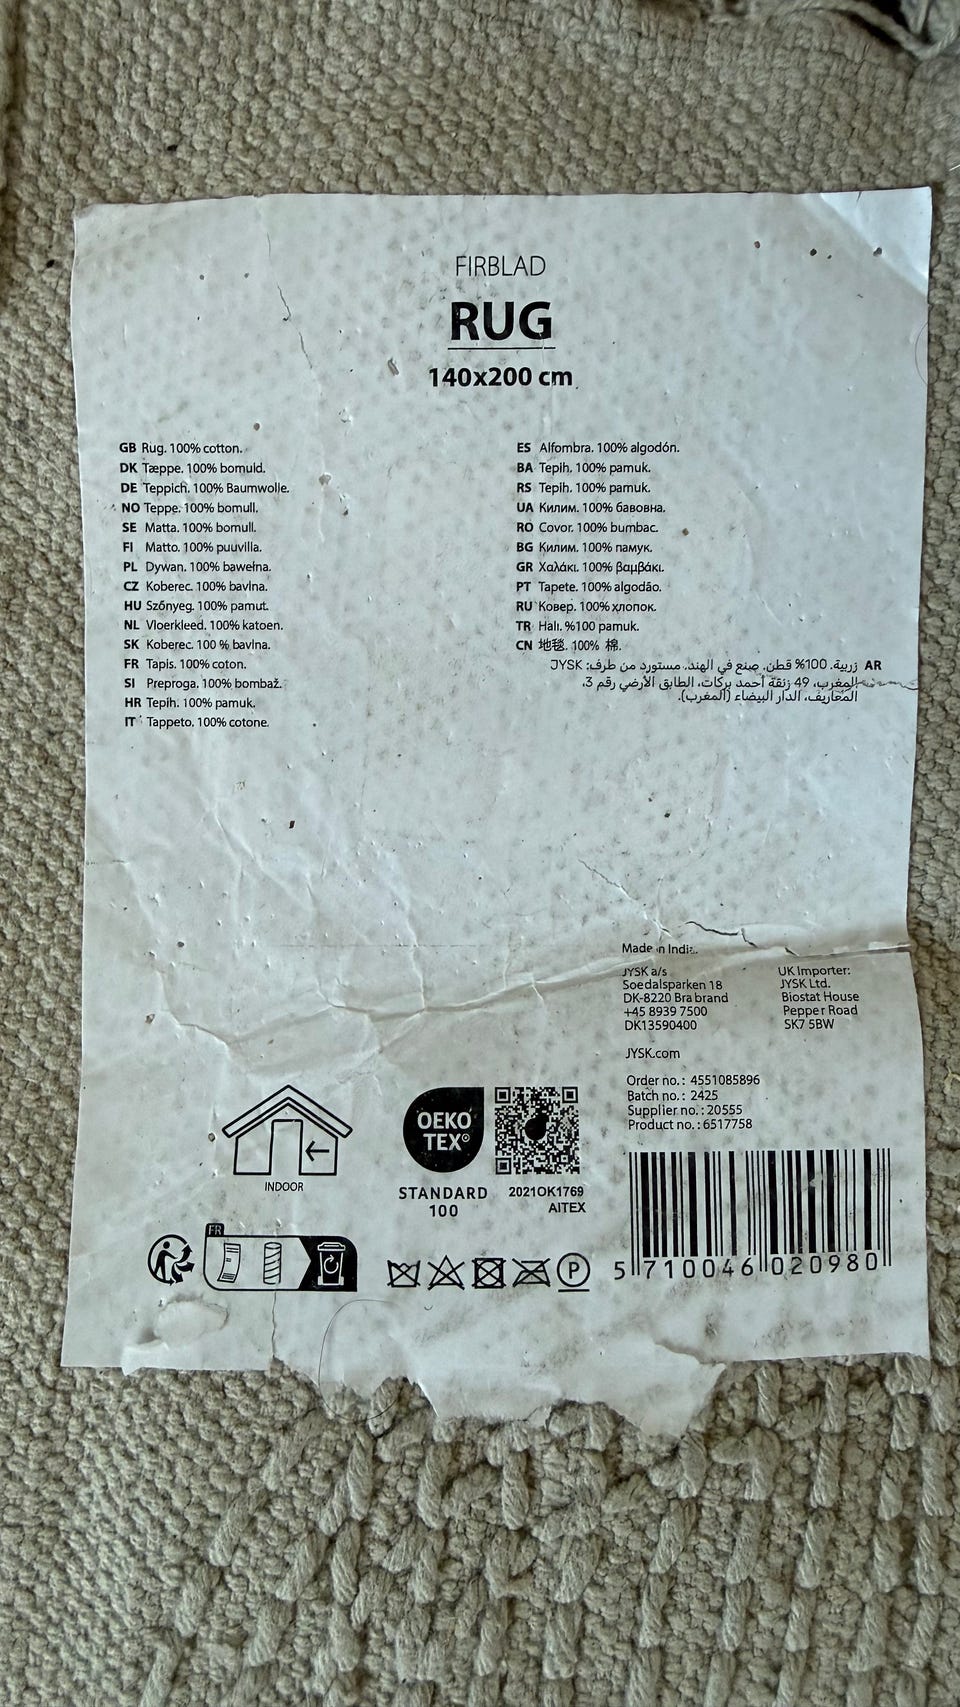 FIRBLAD
RUG
140x200 cm
GB Rug. 100% cotton.
DK Tæppe. 100% bomuld.
DE Teppich. 100% Baumwolle.
NO Teppe. 100% bomull.
SE Matta. 100% bomull.
FI Matto. 100% puuvilla.
PL Dywan. 100% bawełna.
CZ Koberec. 100% bavlna.
HU Szőnyeg. 100% pamut.
NL Vloerkleed. 100% katoen.
SK Koberec. 100 % bavlna.
FR Tapis. 100% coton.
SI Preproga. 100% bombaž.
HR Tepih. 100% pamuk.
IT Tappeto. 100% cotone.
ES Alfombra. 100% algodón.
BA Tepih. 100% pamuk.
RS Tepih. 100% pamuk.
UA Килим. 100% бавовна.
RO Covor. 100% bumbac.
BG Килим. 100% памук.
GR Χαλάκι. 100% βαμβάκι.
PT Tapete. 100% algodão.
RU Ковер. 100% хлопок.
TR Halı. %100 pamuk.
CN 地毯. 100% 棉.
AR زربية. 100% قطن. صنع في الهند. مستورد من طرف: JYSK
المغرب، 49 زنقة أحمد بركات، الطابق الأرضي رقم 3،
المعاريف، الدار البيضاء (المغرب).
Made in India.
JYSK a/s
Soedalsparken 18
DK-8220 Brabrand
+45 8939 7500
DK13590400
UK Importer:
JYSK Ltd.
Biostat House
Pepper Road
SK7 5BW
JYSK.com
Order no.: 4551085896
Batch no.: 2425
Supplier no.: 20555
Product no.: 6517758
INDOOR
OEKO
TEX®
STANDARD
100
2021OK1769
AITEX
FR
P
5 710046 020980